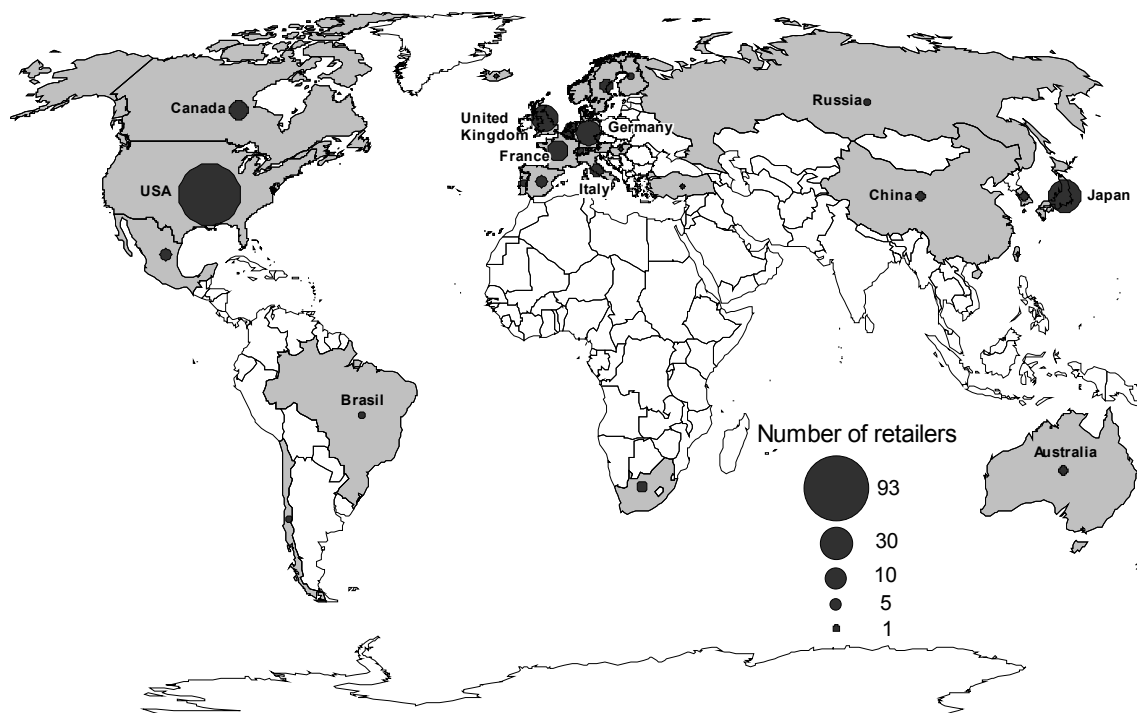 Canada
USA
United
Kingdom
Germany
France
Italy
Russia
China
Japan
Brasil
Australia
Number of retailers
93
30
10
5
1